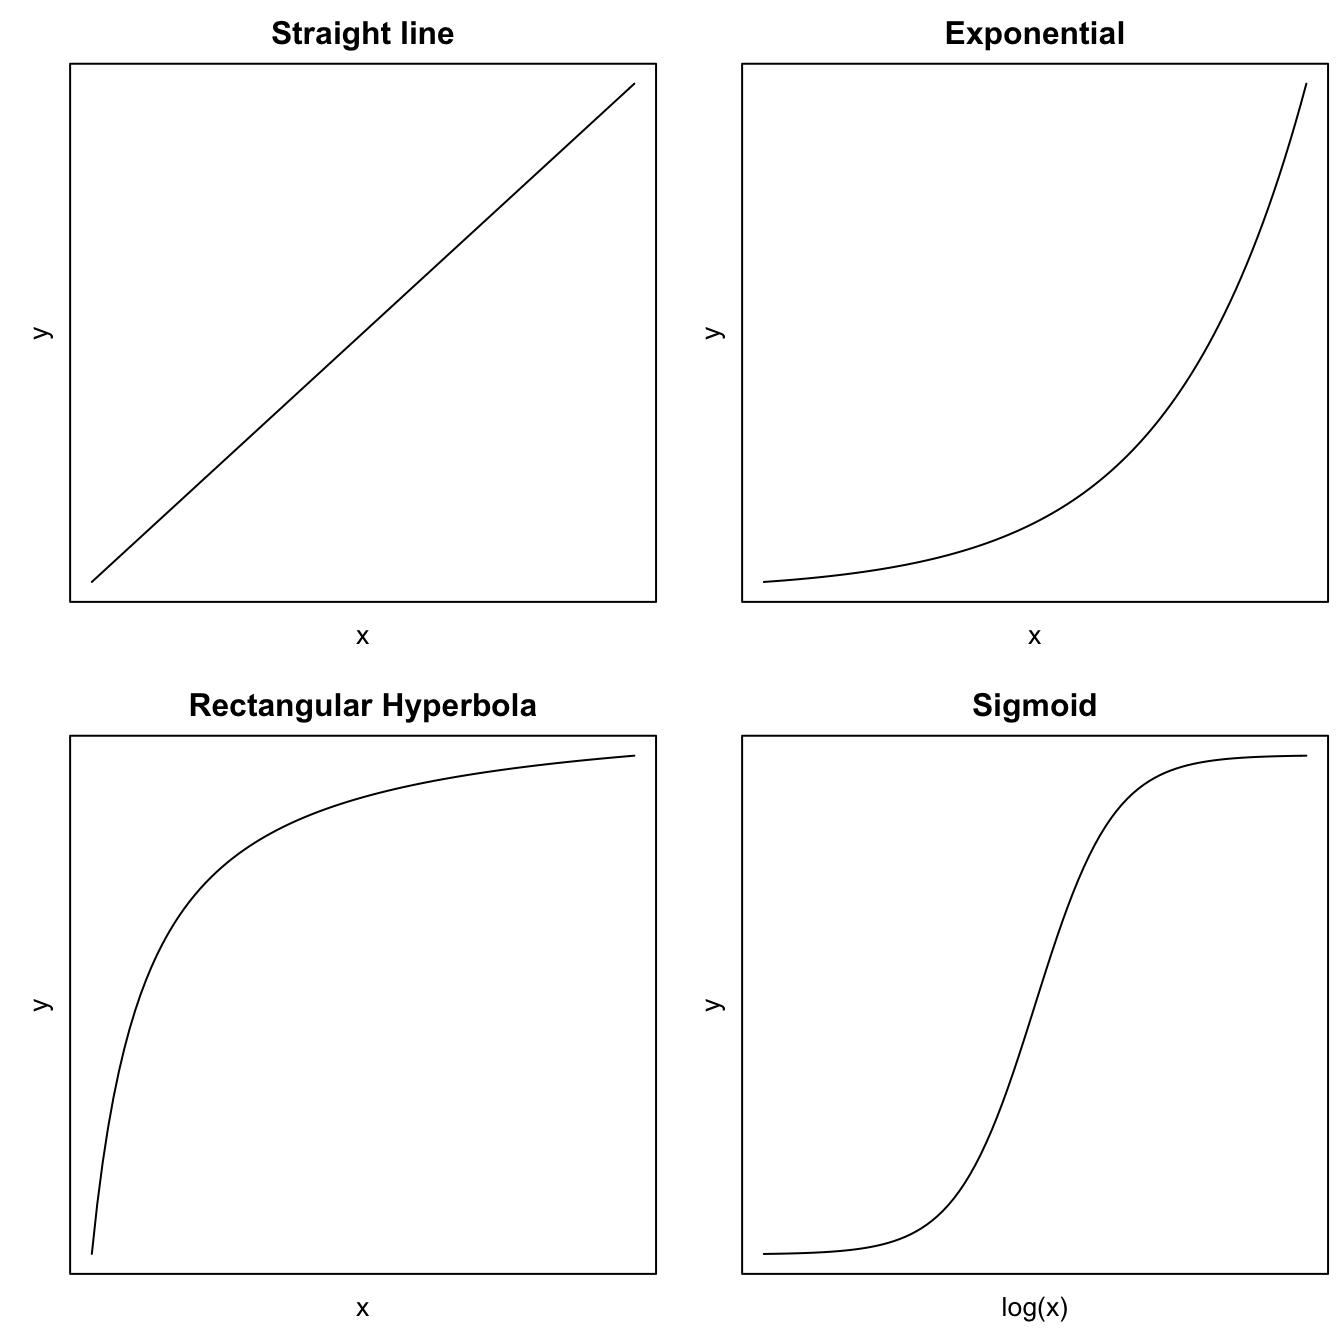 Straight line
y
x
Exponential
y
x
Rectangular Hyperbola
y
x
Sigmoid
y
log(x)